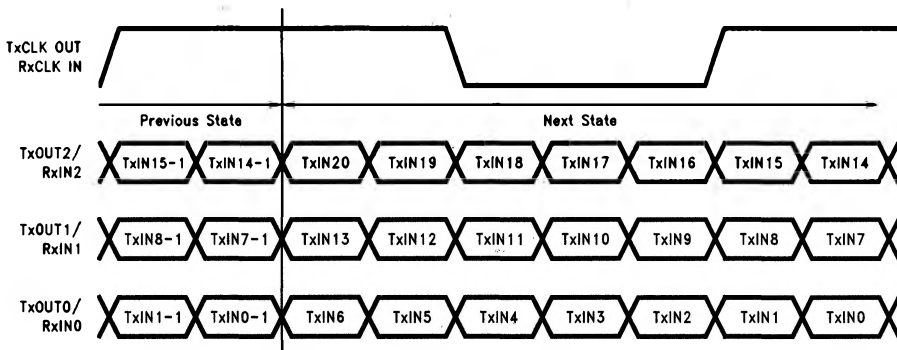 TxCLK OUT
RxCLK IN
Previous State Next State
TxOUT2/
RxIN2
TxIN15-1 TxIN14-1 TxIN20 TxIN19 TxIN18 TxIN17 TxIN16 TxIN15 TxIN14
TxOUT1/
RxIN1
TxIN8-1 TxIN7-1 TxIN13 TxIN12 TxIN11 TxIN10 TxIN9 TxIN8 TxIN7
TxOUT0/
RxIN0
TxIN1-1 TxIN0-1 TxIN6 TxIN5 TxIN4 TxIN3 TxIN2 TxIN1 TxIN0